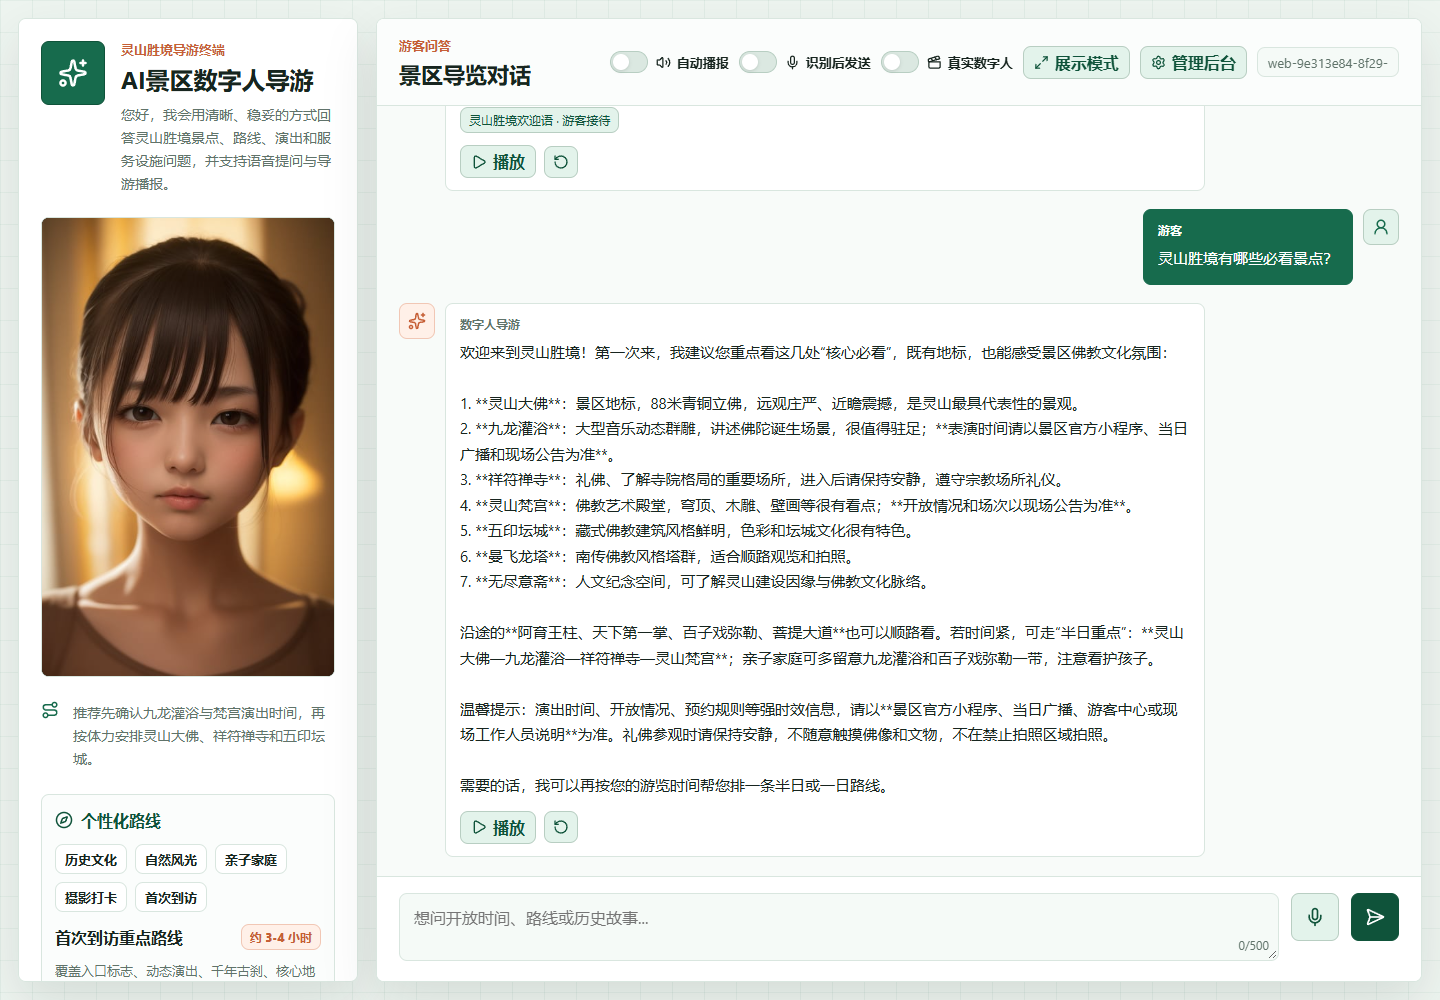 灵山胜境导游终端
AI景区数字人导游
您好，我会用清晰、稳妥的方式回
答灵山胜境景点、路线、演出和服
务设施问题，并支持语音提问与导
游播报。
推荐先确认九龙灌浴与梵宫演出时间，再
按体力安排灵山大佛、祥符禅寺和五印坛
城。
个性化路线
历史文化
自然风光
亲子家庭
摄影打卡
首次到访
首次到访重点路线
约 3-4 小时
覆盖入口标志、动态演出、千年古刹、核心地
游客问答
景区导览对话
自动播报
识别后发送
真实数字人
展示模式
管理后台
web-9e313e84-8f29-
灵山胜境欢迎语 · 游客接待
播放
游客
灵山胜境有哪些必看景点？
数字人导游
欢迎来到灵山胜境！第一次来，我建议您重点看这几处“核心必看”，既有地标，也能感受景区佛教文化氛围：
1. **灵山大佛**：景区地标，88米青铜立佛，远观庄严、近瞻震撼，是灵山最具代表性的景观。
2. **九龙灌浴**：大型音乐动态群雕，讲述佛陀诞生场景，很值得驻足；**表演时间请以景区官方小程序、当日
广播和现场公告为准**。
3. **祥符禅寺**：礼佛、了解寺院格局的重要场所，进入后请保持安静，遵守宗教场所礼仪。
4. **灵山梵宫**：佛教艺术殿堂，穹顶、木雕、壁画等很有看点；**开放情况和场次以现场公告为准**。
5. **五印坛城**：藏式佛教建筑风格鲜明，色彩和坛城文化很有特色。
6. **曼飞龙塔**：南传佛教风格塔群，适合顺路观览和拍照。
7. **无尽意斋**：人文纪念空间，可了解灵山建设因缘与佛教文化脉络。
沿途的**阿育王柱、天下第一掌、百子戏弥勒、菩提大道**也可以顺路看。若时间紧，可走“半日重点”：**灵山
大佛—九龙灌浴—祥符禅寺—灵山梵宫**；亲子家庭可多留意九龙灌浴和百子戏弥勒一带，注意看护孩子。
温馨提示：演出时间、开放情况、预约规则等强时效信息，请以**景区官方小程序、当日广播、游客中心或现
场工作人员说明**为准。礼佛参观时请保持安静，不随意触摸佛像和文物，不在禁止拍照区域拍照。
需要的话，我可以再按您的游览时间帮您排一条半日或一日路线。
播放
想问开放时间、路线或历史故事...
0/500